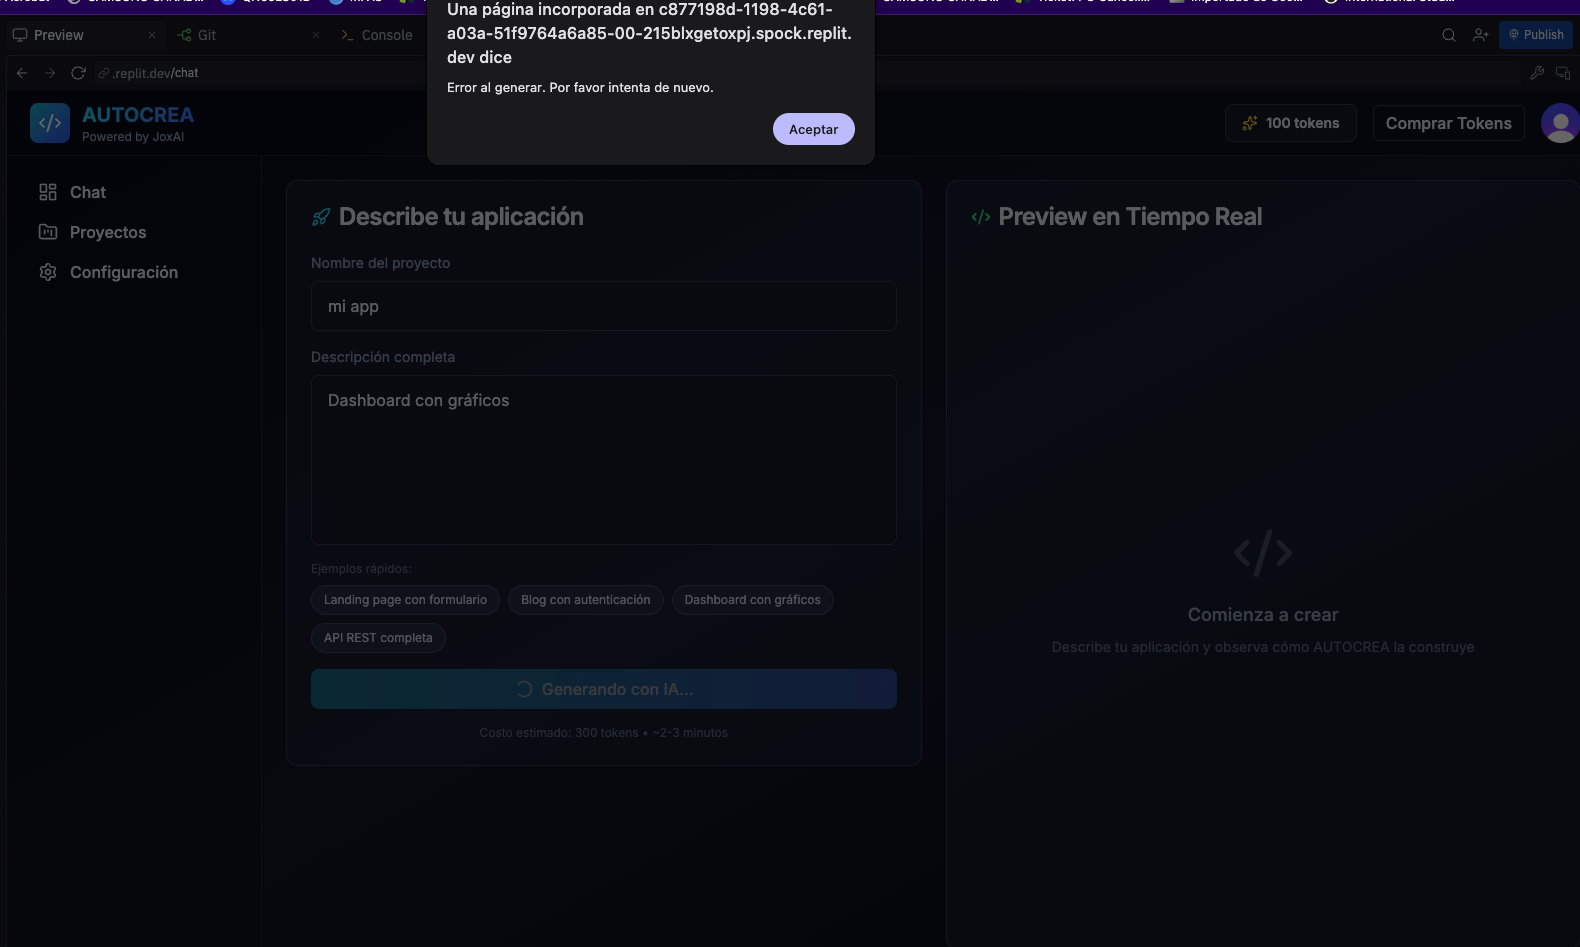 Una página incorporada en c877198d-1198-4c61-
a03a-51f9764a6a85-00-215blxgetoxpj.spock.replit.
dev dice
Error al generar. Por favor intenta de nuevo.
Aceptar
Preview
Git
Console
Publish
.replit.dev/chat
AUTOCREA
Powered by JoxAI
100 tokens
Comprar Tokens
Chat
Proyectos
Configuración
Describe tu aplicación
Nombre del proyecto
mi app
Descripción completa
Dashboard con gráficos
Ejemplos rápidos:
Landing page con formulario
Blog con autenticación
Dashboard con gráficos
API REST completa
Generando con IA...
Costo estimado: 300 tokens • ~2-3 minutos
Preview en Tiempo Real
Comienza a crear
Describe tu aplicación y observa cómo AUTOCREA la construye